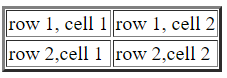 row 1, cell 1 row 1, cell 2
row 2,cell 1 row 2,cell 2